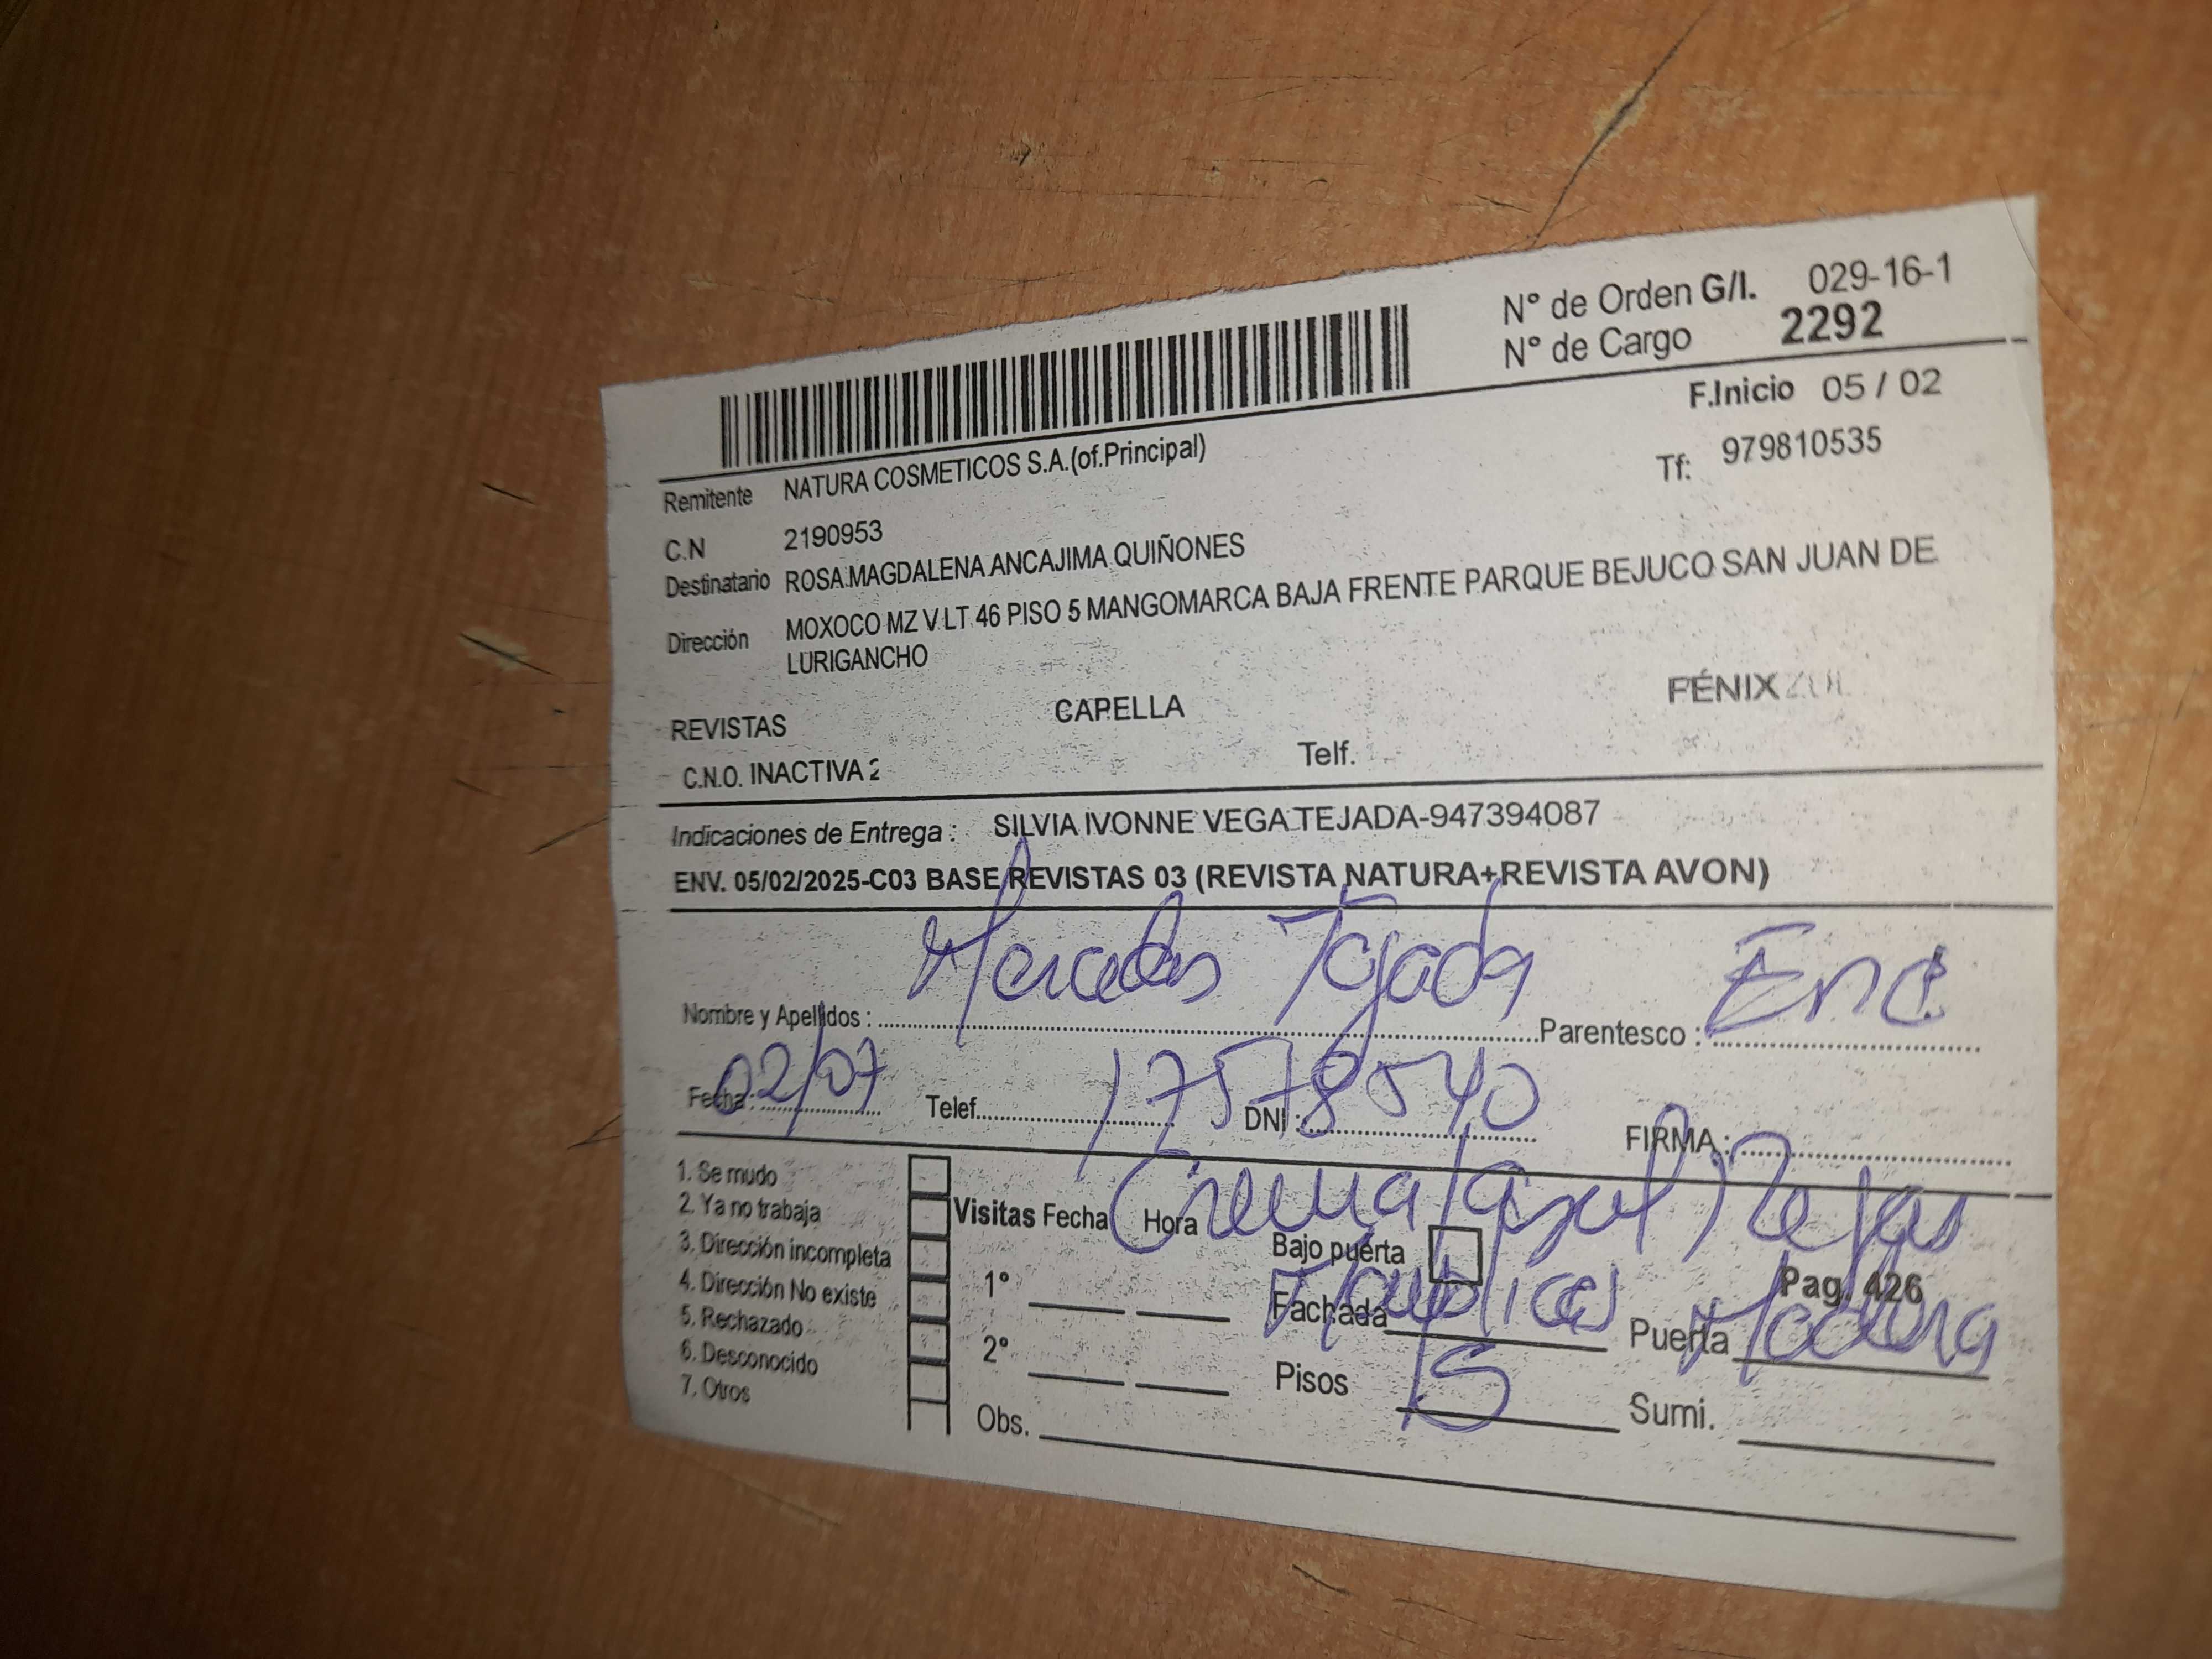 N° de Orden G/I. 029-16-1
N° de Cargo 2292
F.Inicio 05 / 02
Remitente NATURA COSMETICOS S.A.(of.Principal)
Tf: 979810535
C.N 2190953
Destinatario ROSA MAGDALENA ANCAJIMA QUIÑONES
Dirección MOXOCO MZ V LT 46 PISO 5 MANGOMARCA BAJA FRENTE PARQUE BEJUCO SAN JUAN DE
LURIGANCHO
REVISTAS CAPELLA FÉNIX
C.N.O. INACTIVA 2 Telf.
Indicaciones de Entrega : SILVIA IVONNE VEGA TEJADA-947394087
ENV. 05/02/2025-C03 BASE REVISTAS 03 (REVISTA NATURA+REVISTA AVON)
Nombre y Apellidos : Mercedes Tejada Parentesco : Enc
Fecha: 02/07 Telef. DNI : 17578540 FIRMA :
Crema/azul/Rejas
1. Se mudo
2. Ya no trabaja
3. Dirección incompleta
4. Dirección No existe
5. Rechazado
6. Desconocido
7. Otros
Visitas Fecha Hora
1°
2°
Obs.
Bajo puerta
Pag. 426
Fachada Puerta Madera
Pisos 5 Sumi.